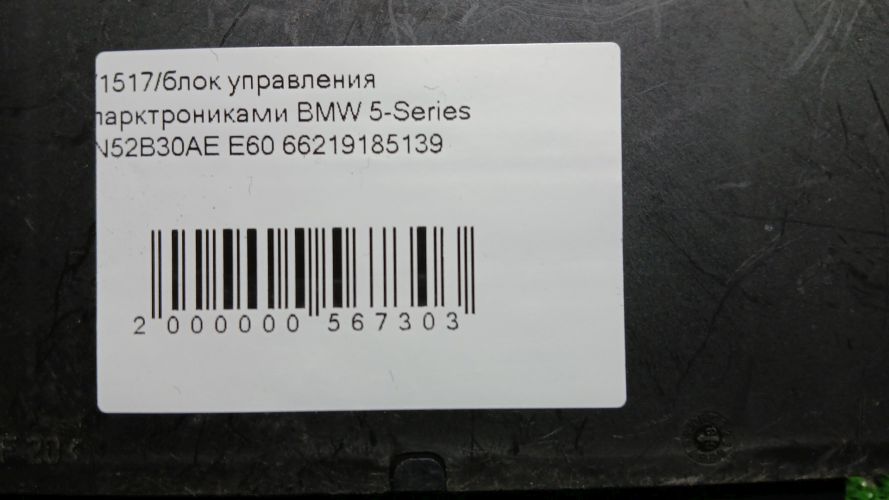 /1517/блок управления
парктрониками BMW 5-Series
N52B30AE E60 66219185139
2 000000 567303